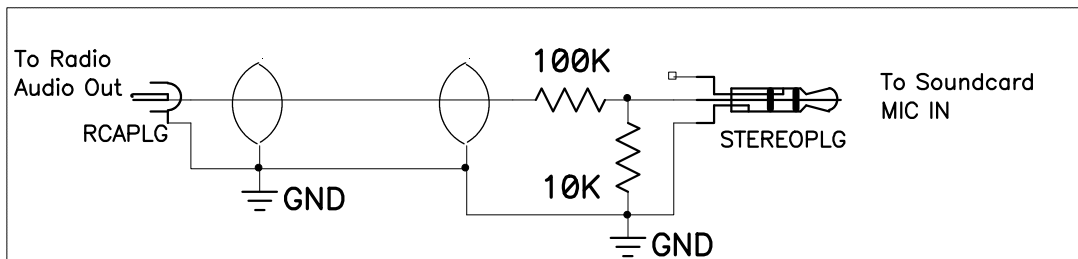 To Radio
Audio Out
RCAPLG
GND
100K
10K
GND
STEREOPLG
To Soundcard
MIC IN